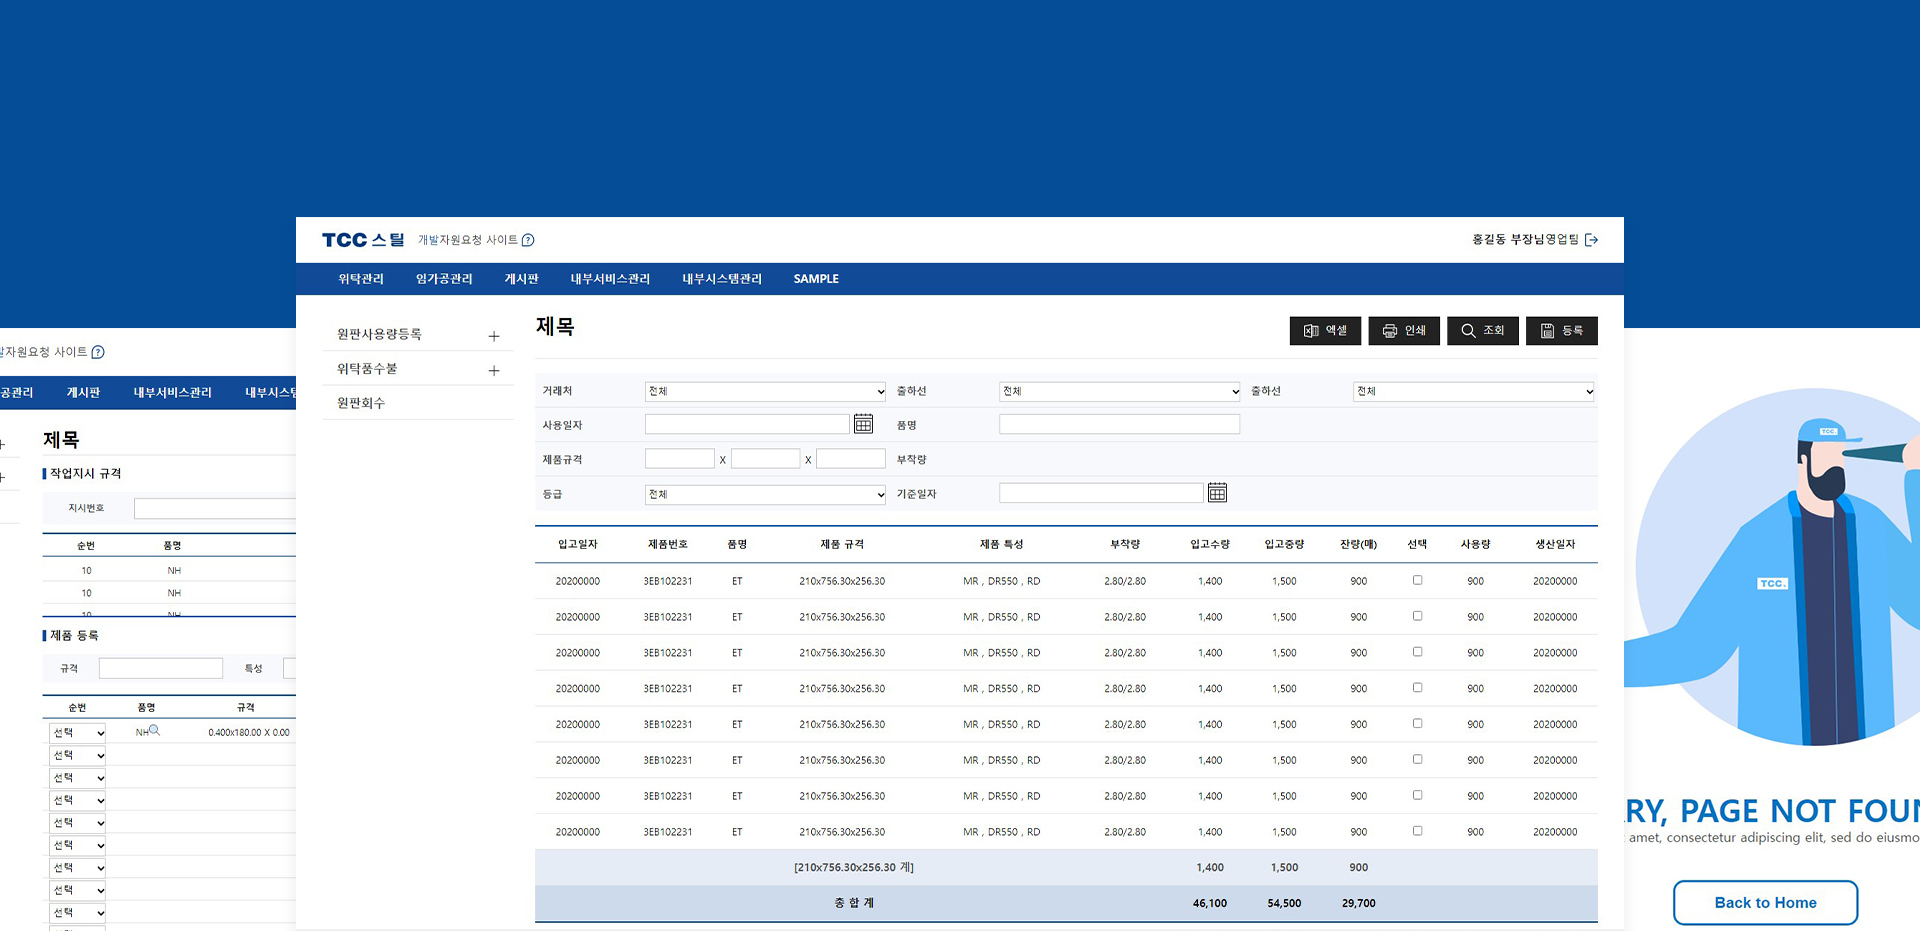 TCC 스틸 개발자원요청 사이트 ?
홍길동 부장님영업팀
위탁관리 임가공관리 게시판 내부서비스관리 내부시스템관리 SAMPLE
원판사용량등록 +
위탁품수불 +
원판회수
제목
엑셀 인쇄 조회 등록
거래처 전체 출하선 전체 출하선 전체
사용일자 품명
제품규격 X X 부착량
등급 전체 기준일자
입고일자 제품번호 품명 제품 규격 제품 특성 부착량 입고수량 입고중량 잔량(매) 선택 사용량 생산일자
20200000 3EB102231 ET 210x756.30x256.30 MR , DR550 , RD 2.80/2.80 1,400 1,500 900 900 20200000
20200000 3EB102231 ET 210x756.30x256.30 MR , DR550 , RD 2.80/2.80 1,400 1,500 900 900 20200000
20200000 3EB102231 ET 210x756.30x256.30 MR , DR550 , RD 2.80/2.80 1,400 1,500 900 900 20200000
20200000 3EB102231 ET 210x756.30x256.30 MR , DR550 , RD 2.80/2.80 1,400 1,500 900 900 20200000
20200000 3EB102231 ET 210x756.30x256.30 MR , DR550 , RD 2.80/2.80 1,400 1,500 900 900 20200000
20200000 3EB102231 ET 210x756.30x256.30 MR , DR550 , RD 2.80/2.80 1,400 1,500 900 900 20200000
20200000 3EB102231 ET 210x756.30x256.30 MR , DR550 , RD 2.80/2.80 1,400 1,500 900 900 20200000
20200000 3EB102231 ET 210x756.30x256.30 MR , DR550 , RD 2.80/2.80 1,400 1,500 900 900 20200000
[210x756.30x256.30 계] 1,400 1,500 900
총 합 계 46,100 54,500 29,700
자원요청 사이트 ?
공관리 게시판 내부서비스관리 내부시스
+
+
제목
작업지시 규격
지시번호
순번 품명
10 NH
10 NH
10 NH
제품 등록
규격 특성
순번 품명 규격
선택 NH 0.400x180.00 X 0.00
선택
선택
선택
선택
선택
선택
선택
선택
TCC
TCC
RY, PAGE NOT FOU
amet, consectetur adipiscing elit, sed do eiusmo
Back to Home